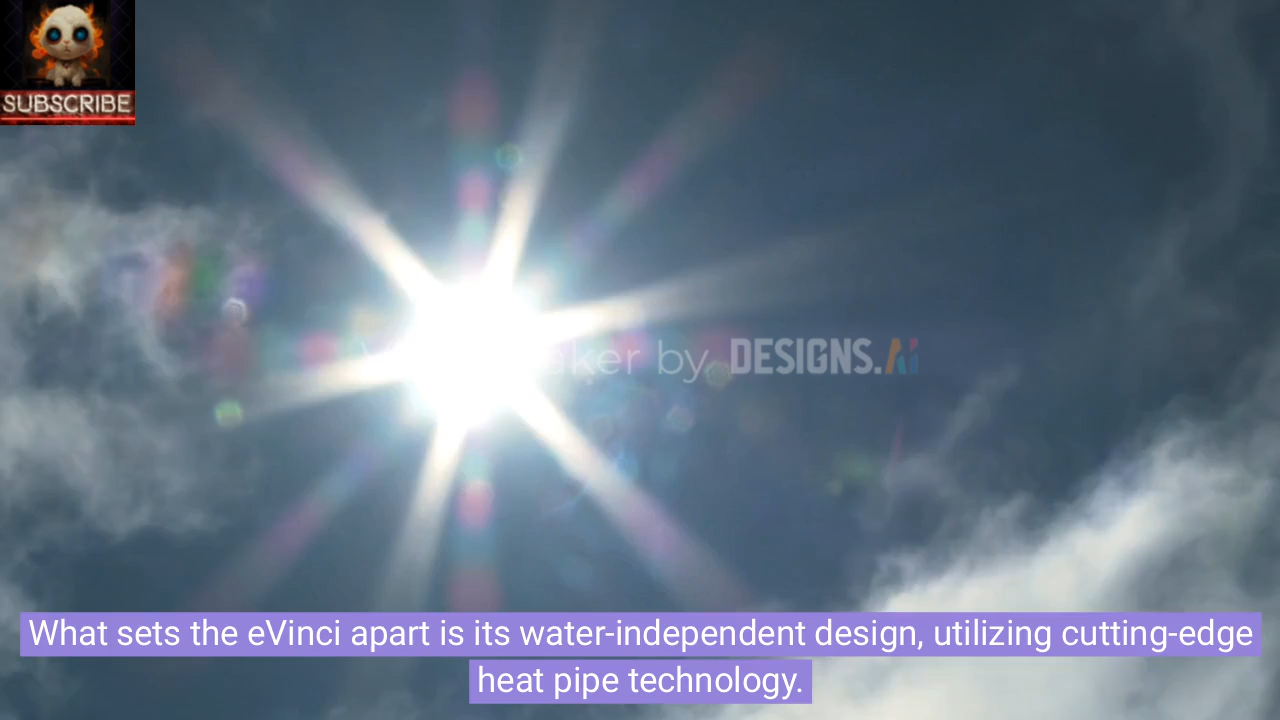 SUBSCRIBE
aker by
DESIGNS.Ai
What sets the eVinci apart is its water-independent design, utilizing cutting-edge
heat pipe technology.